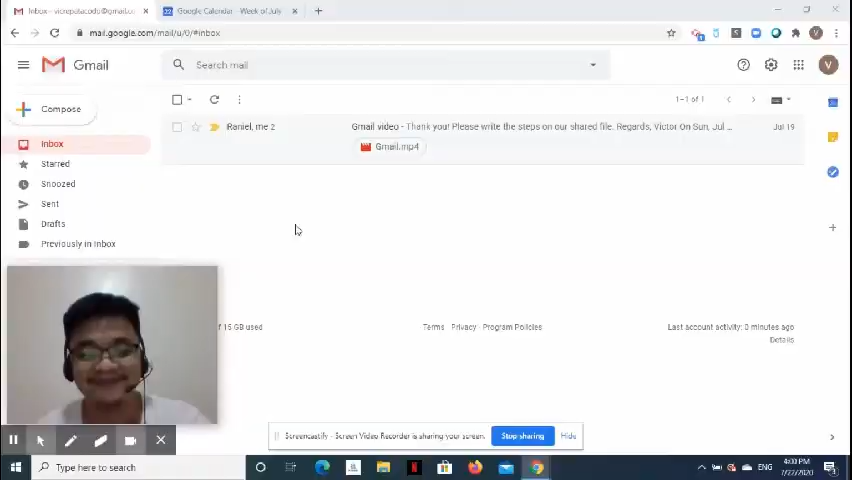 Inbox - vicreputacodu@gmail.co
Google Calendar - Week of July
mail.google.com/mail/u/0/#inbox
V
Gmail
Search mail
V
Compose
1-1 of 1
Inbox
Raniel, me 2
Gmail video - Thank you! Please write the steps on our shared file. Regards, Victor On Sun, Jul ...
Jul 19
Gmail.mp4
Starred
Snoozed
Sent
Drafts
Previously in Inbox
of 15 GB used
Terms · Privacy · Program Policies
Last account activity: 0 minutes ago
Details
Screencastify - Screen Video Recorder is sharing your screen.
Stop sharing
Hide
Type here to search
ENG
4:00 PM
7/22/2020